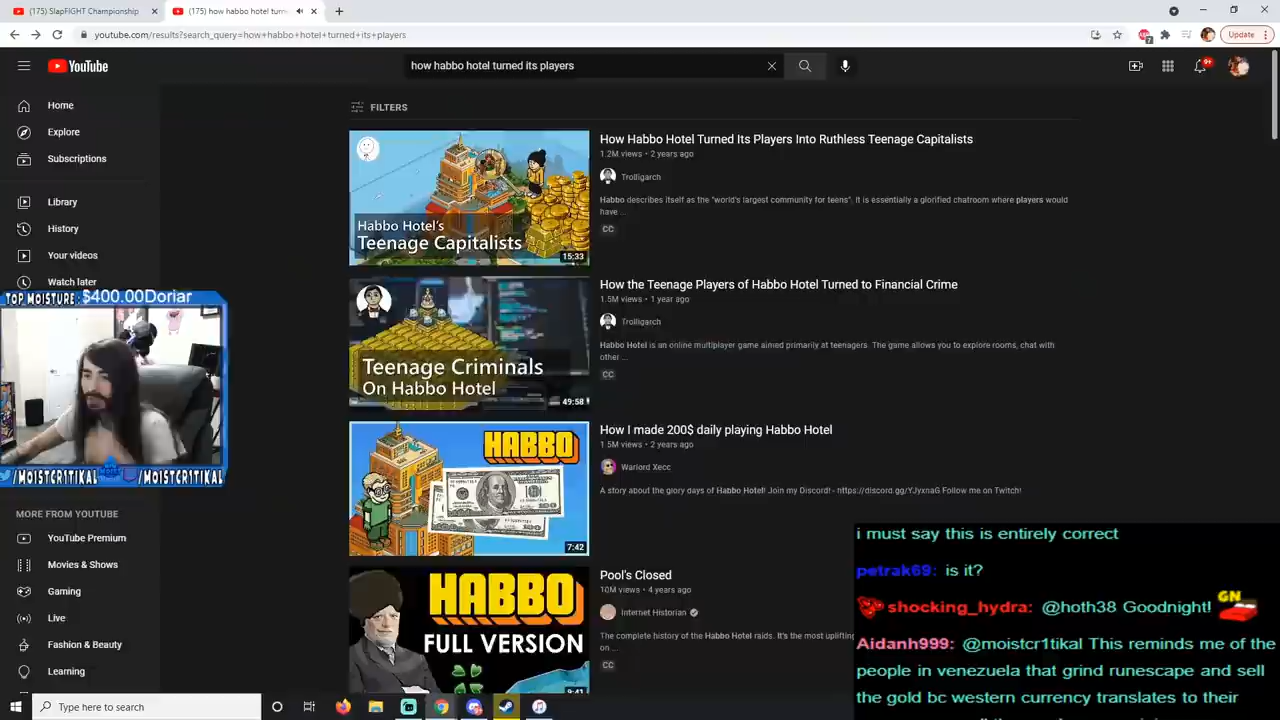 (175) SlapFIGHT Championship
(175) how habbo hotel turn
youtube.com/results?search_query=how+habbo+hotel+turned+its+players
7
Update
YouTube
how habbo hotel turned its players
9+
Home
Explore
Subscriptions
Library
History
Your videos
Watch later
TOP MOISTURE: $400.00Doriar
/MOISTCR1TIKAL /MOISTCR1TIKAL
MORE FROM YOUTUBE
YouTube Premium
Movies & Shows
Gaming
Live
Fashion & Beauty
Learning
FILTERS
Habbo Hotel's
Teenage Capitalists
15:33
How Habbo Hotel Turned Its Players Into Ruthless Teenage Capitalists
1.2M views • 2 years ago
Trolligarch
Habbo describes itself as the "world's largest community for teens". It is essentially a glorified chatroom where players would
have ...
CC
Teenage Criminals
On Habbo Hotel
49:58
How the Teenage Players of Habbo Hotel Turned to Financial Crime
1.5M views • 1 year ago
Trolligarch
Habbo Hotel is an online multiplayer game aimed primarily at teenagers. The game allows you to explore rooms, chat with
other ...
CC
HABBO
7:42
How I made 200$ daily playing Habbo Hotel
1.5M views • 2 years ago
Warlord Xecc
A story about the glory days of Habbo Hotel! Join my Discord! - https://discord.gg/YJyxnaG Follow me on Twitch!
HABBO
FULL VERSION
9:41
Pool's Closed
10M views • 4 years ago
Internet Historian
The complete history of the Habbo Hotel raids. It's the most uplifting
on ...
CC
i must say this is entirely correct
petrak69: is it?
shocking_hydra: @hoth38 Goodnight! GN
Aidanh999: @moistcr1tikal This reminds me of the
people in venezuela that grind runescape and sell
the gold bc western currency translates to their
Type here to search